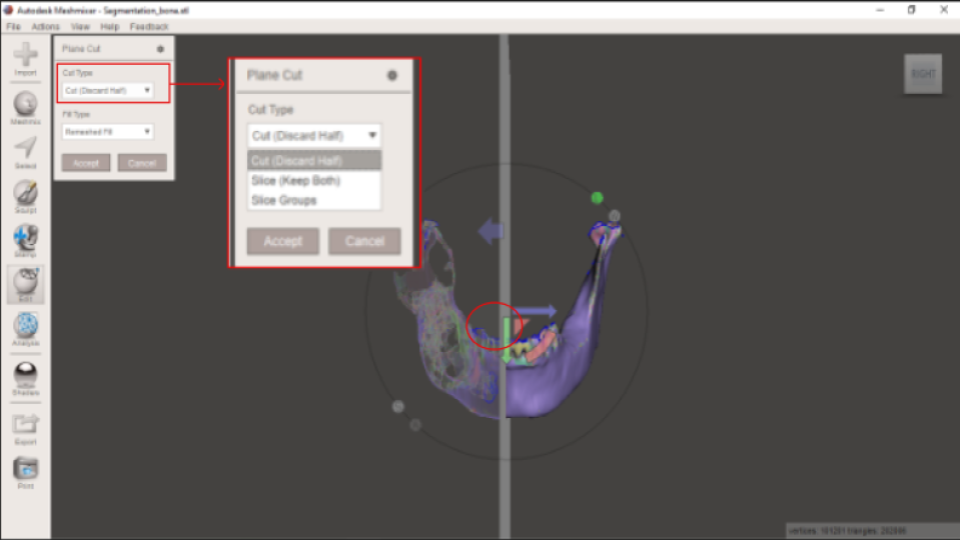 Autodesk Meshmixer - Segmentation_bone.stl
File Actions View Help Feedback
Import
Meshmix
Select
Sculpt
Stamp
Edit
Analysis
Shaders
Export
Print
Plane Cut
Cut Type
Cut (Discard Half)
Fill Type
Remeshed Fill
Accept Cancel
Plane Cut
Cut Type
Cut (Discard Half)
Cut (Discard Half)
Slice (Keep Both)
Slice Groups
Accept Cancel
RIGHT
vertices: triangles: